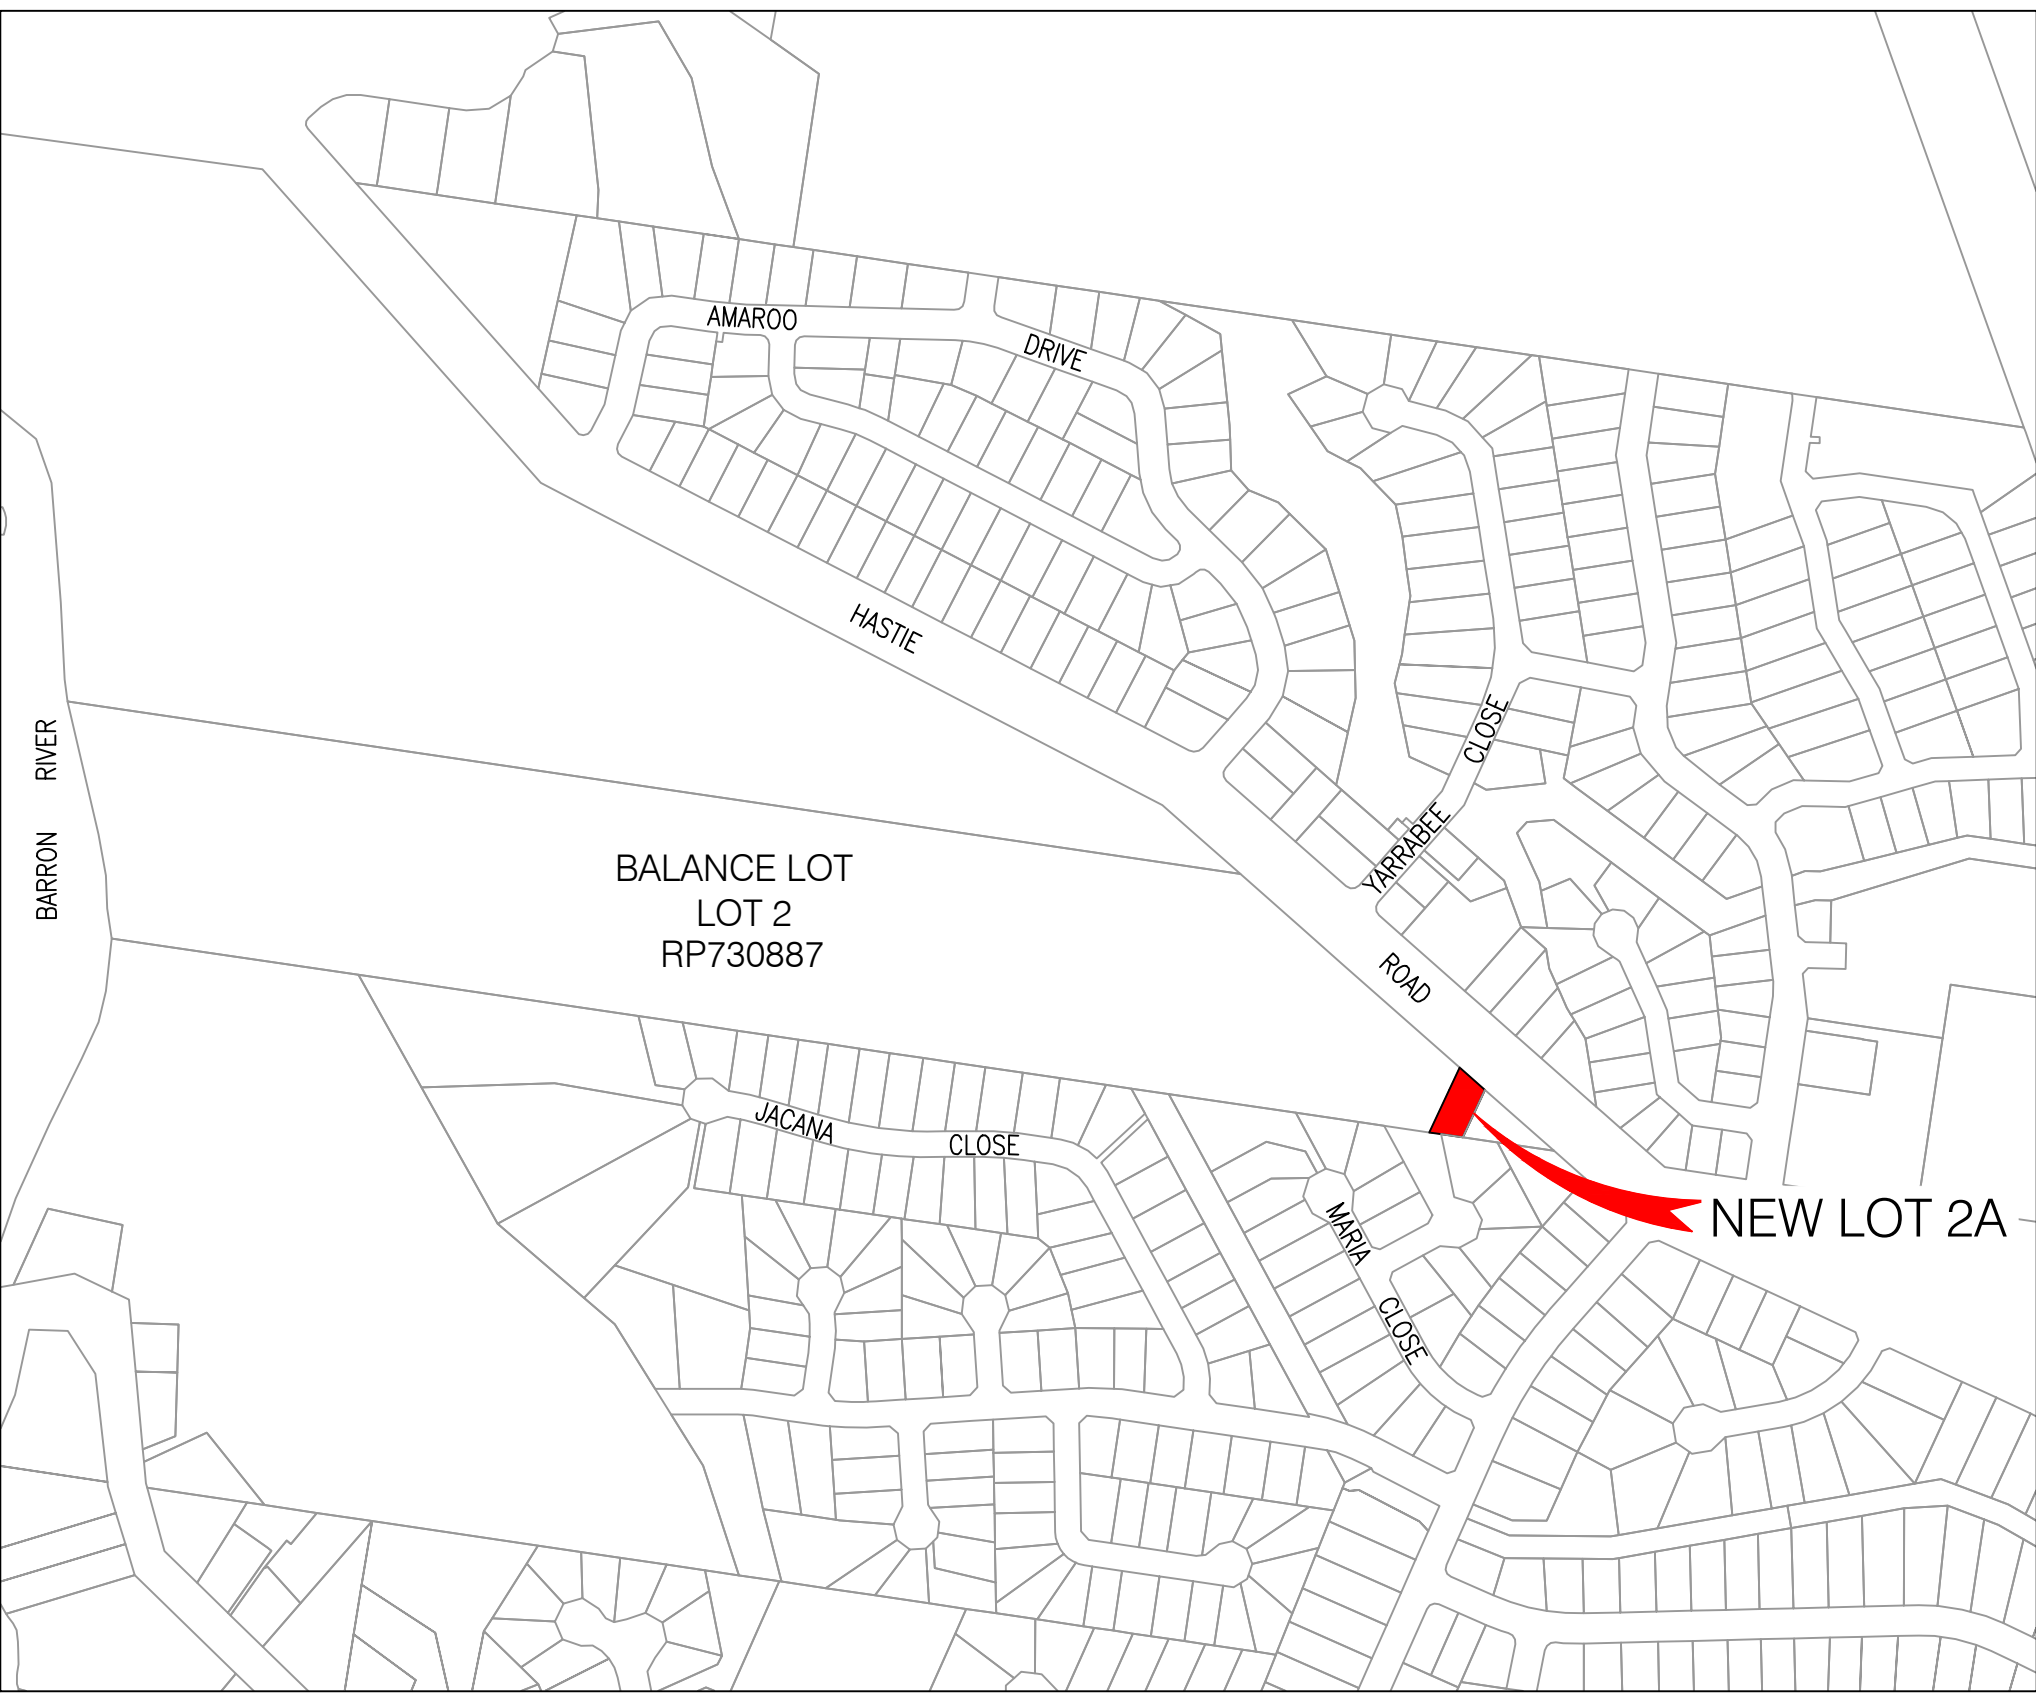 AMAROO
DRIVE
HASTIE
CLOSE
RIVER
BARRON
YARRABEE
BALANCE LOT
LOT 2
RP730887
ROAD
JACANA
CLOSE
MARIA
NEW LOT 2A
CLOSE